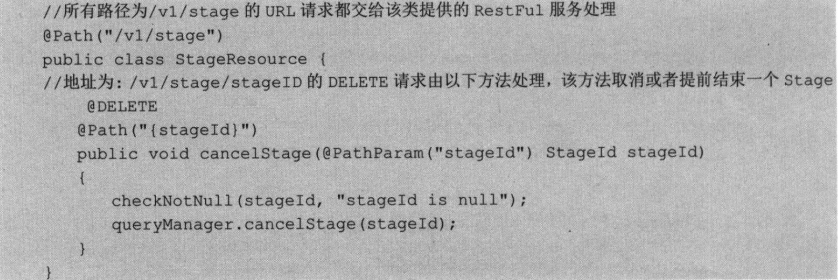 //所有路径为/v1/stage 的 URL 请求都交给该类提供的 RestFul 服务处理
@Path("/v1/stage")
public class StageResource {
//地址为: /v1/stage/stageID 的 DELETE 请求由以下方法处理，该方法取消或者提前结束一个 Stage
@DELETE
@Path("{stageId}")
public void cancelStage(@PathParam("stageId") StageId stageId)
{
checkNotNull(stageId, "stageId is null");
queryManager.cancelStage(stageId);
}
}